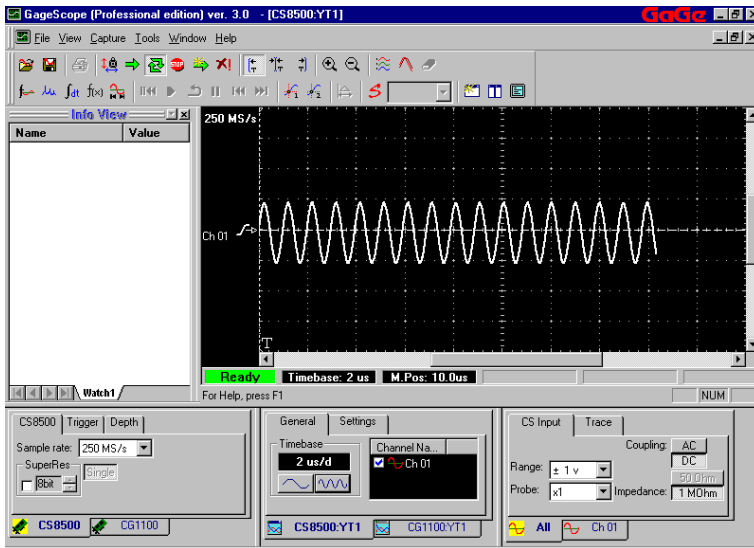 GageScope (Professional edition) ver. 3.0 - [CS8500:YT1]
GaGe
File View Capture Tools Window Help
Info View
Name Value
250 MS/s
Ch 01
T
Ready Timebase: 2 us M.Pos: 10.0us
Watch1
For Help, press F1
NUM
CS8500 Trigger Depth
Sample rate: 250 MS/s
SuperRes
8bit
Single
CS8500 CG1100
General Settings
Timebase
2 us/d
Channel Na...
Ch 01
CS8500:YT1 CG1100:YT1
CS Input Trace
Coupling: AC
DC
Range: ± 1 v
50 Ohm
Probe: x1
Impedance: 1 MOhm
All Ch 01